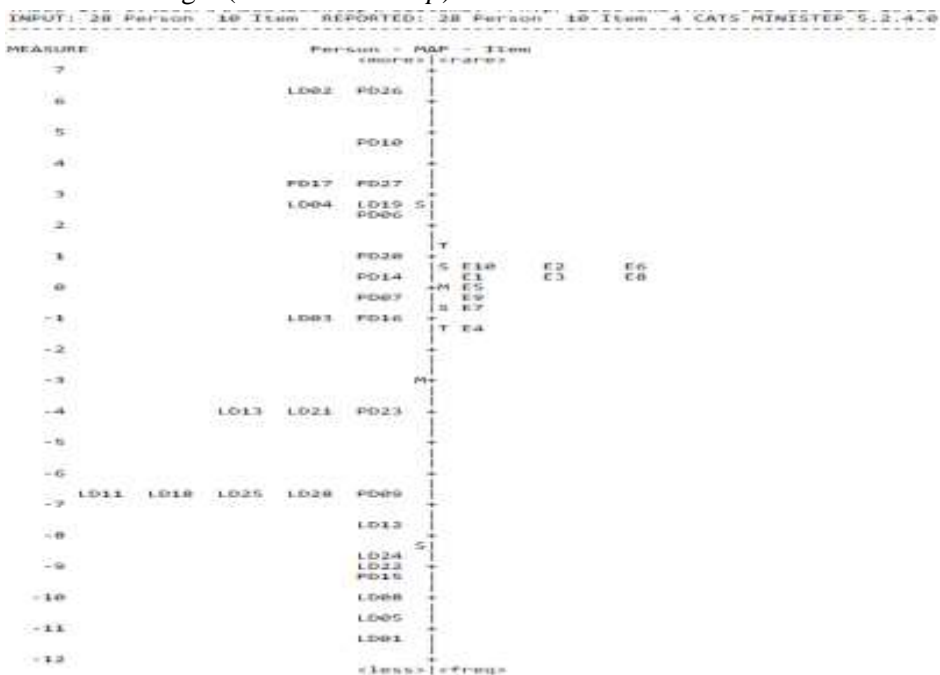 INPUT: 28 Person 10 Item REPORTED: 28 Person 10 Item 4 CATS MINISTEP 5.2.4.0
MEASURE Person - MAP - Item
<more>|<rare>
7
LD02 PD26
6
5
PD10
4
PD17 PD27
3
LD04 LD19 S
PD06
2
T
1 PD20
S E10 E2 E6
PD14 E1 E3 E8
0 M E5
PD07 E9
S E7
-1 LD03 PD16
T E4
-2
-3 M
-4 LD13 LD21 PD23
-5
-6
LD11 LD18 LD25 LD28 PD09
-7
LD12
-8
S
LD24
-9 LD22
PD15
-10 LD08
LD05
-11
LD01
-12
<less>|<freq>